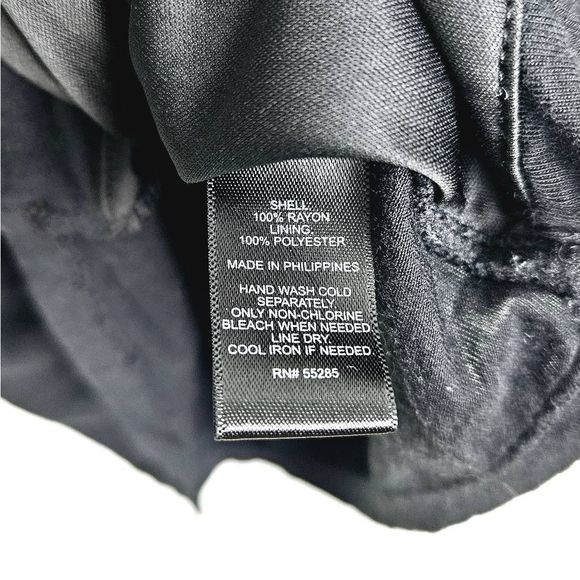 SHELL.
100% RAYON
LINING.
100% POLYESTER
MADE IN PHILIPPINES
HAND WASH COLD
SEPARATELY
ONLY NON-CHLORINE
BLEACH WHEN NEEDED.
LINE DRY.
COOL IRON IF NEEDED.
RN# 55285